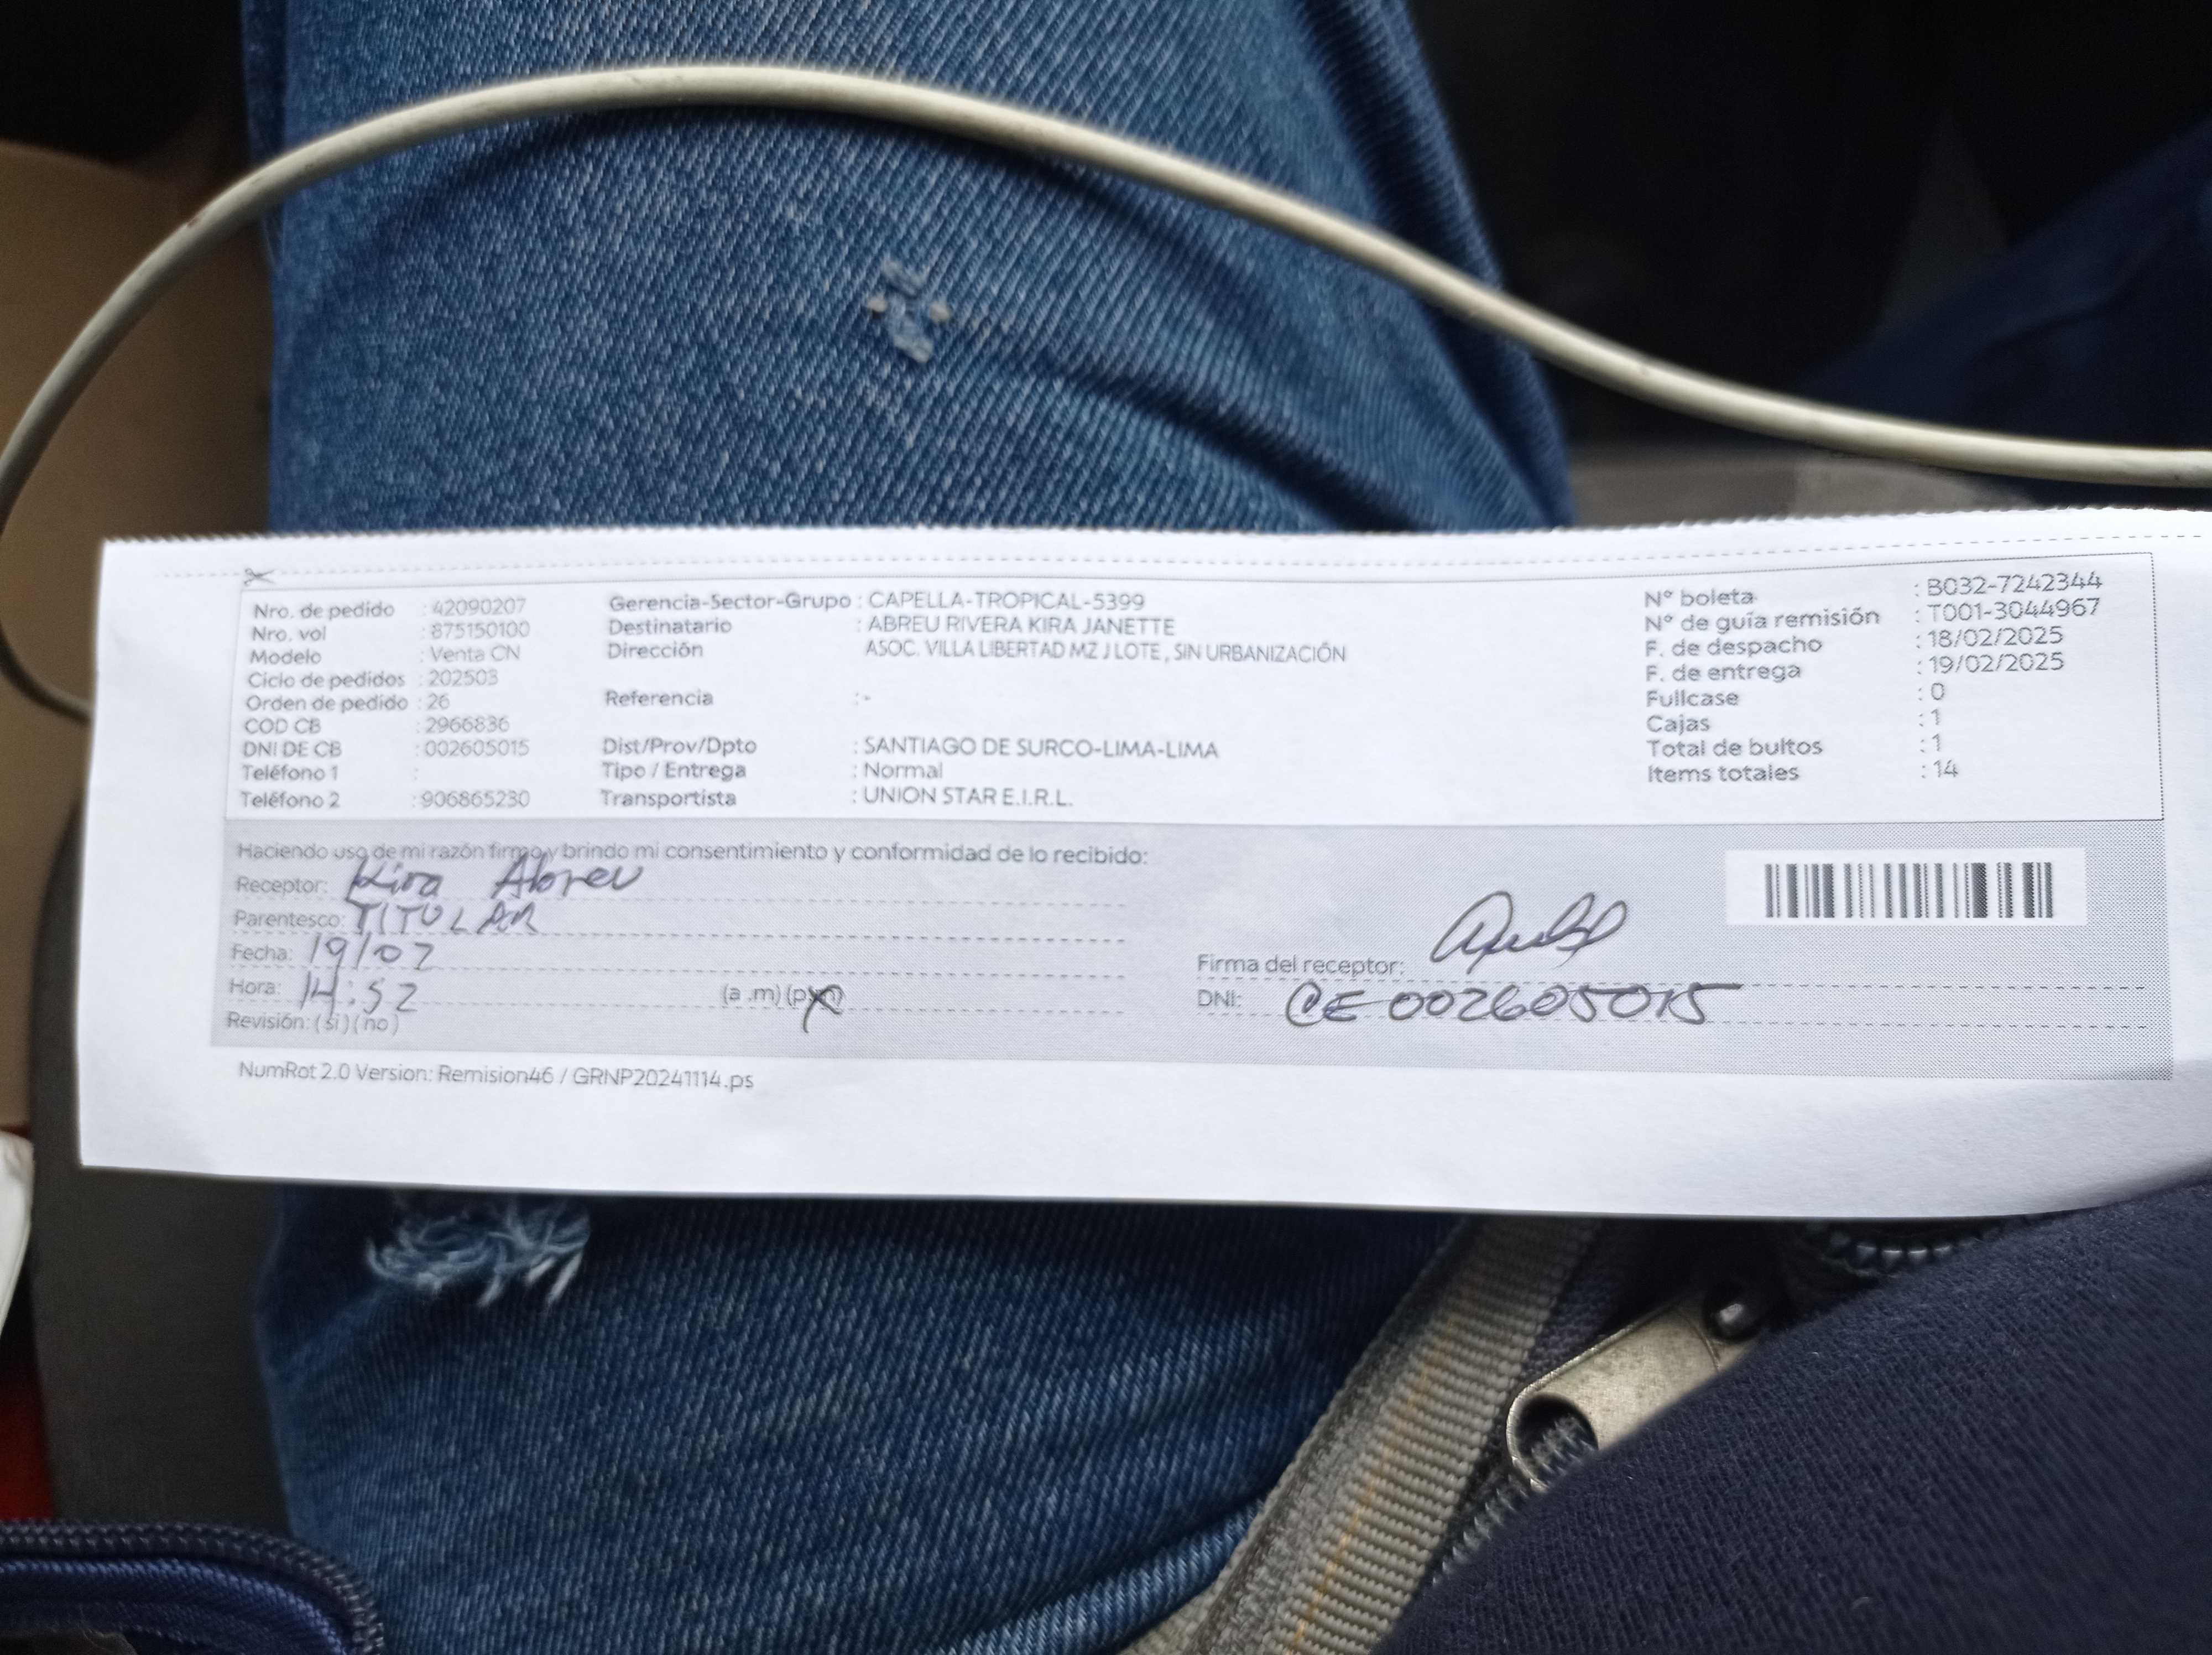 Nro. de pedido : 42090207
Nro. vol : 875150100
Modelo : Venta CN
Ciclo de pedidos : 202503
Orden de pedido : 26
COD CB : 2966836
DNI DE CB : 002605015
Teléfono 1 :
Teléfono 2 : 906865230
Gerencia-Sector-Grupo : CAPELLA-TROPICAL-5399
Destinatario : ABREU RIVERA KIRA JANETTE
Dirección ASOC. VILLA LIBERTAD MZ J LOTE , SIN URBANIZACIÓN
Referencia : -
Dist/Prov/Dpto : SANTIAGO DE SURCO-LIMA-LIMA
Tipo / Entrega : Normal
Transportista : UNION STAR E.I.R.L.
N° boleta : B032-7242344
N° de guía remisión : T001-3044967
F. de despacho : 18/02/2025
F. de entrega : 19/02/2025
Fullcase : 0
Cajas : 1
Total de bultos : 1
Items totales : 14
Haciendo uso de mi razón firmo y brindo mi consentimiento y conformidad de lo recibido:
Receptor: Kira Abreu
Parentesco: TITULAR
Fecha: 19/02
Hora: 14:52 (a .m) (p.m)
Revisión: (si) (no)
Firma del receptor:
DNI: CE 002605015
NumRot 2.0 Version: Remision46 / GRNP20241114.ps